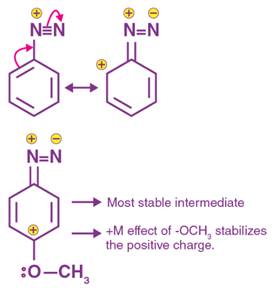 ⊕
N≡N
⊕ ⊖
N=N
⊕
⊕ ⊖
N=N
Most stable intermediate
⊕
+M effect of -OCH₃ stabilizes
the positive charge.
:O−CH₃